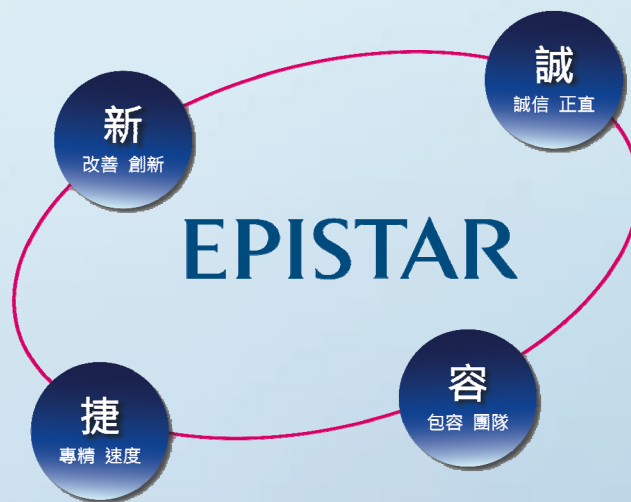 誠
誠信 正直
新
改善 創新
EPISTAR
容
包容 團隊
捷
專精 速度